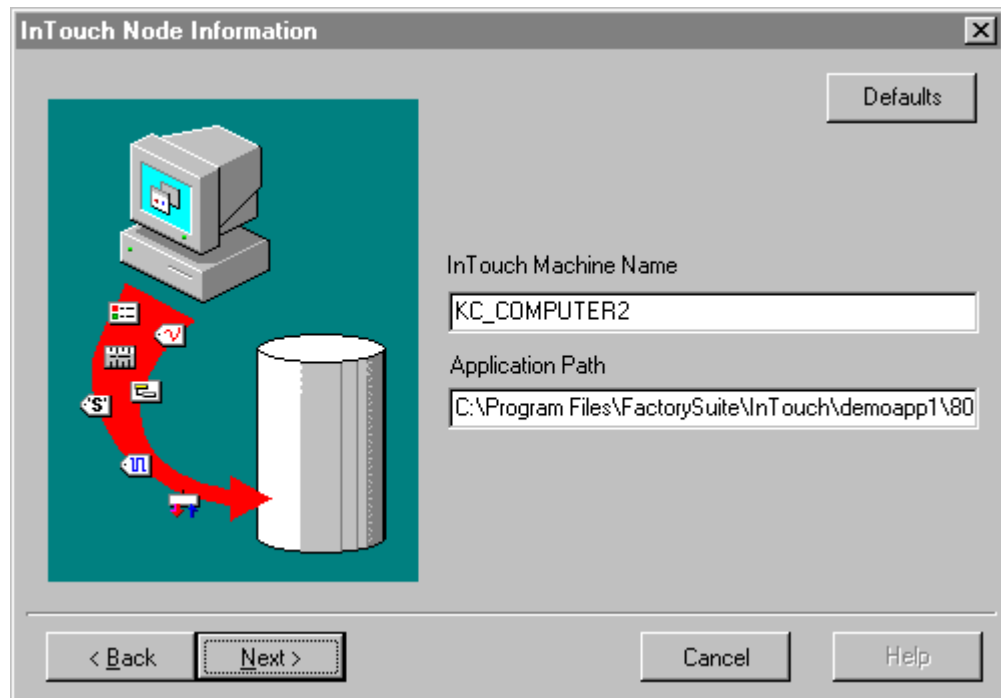 InTouch Node Information
Defaults
InTouch Machine Name
KC_COMPUTER2
Application Path
C:\Program Files\FactorySuite\InTouch\demoapp1\80
'S'
< Back
Next >
Cancel
Help